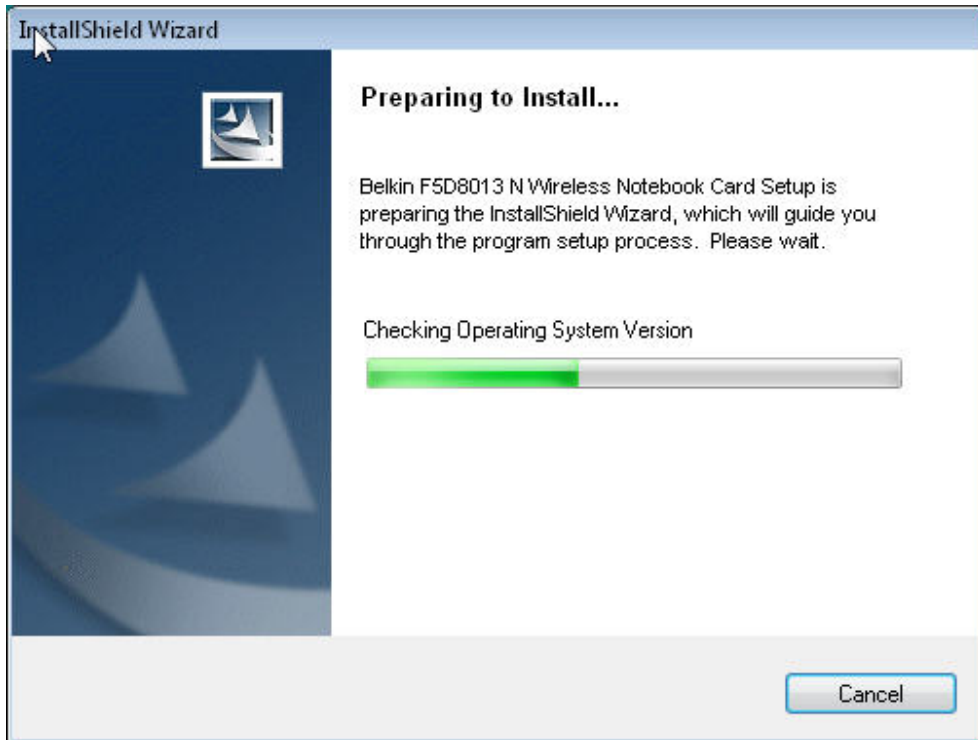 InstallShield Wizard
Preparing to Install...
Belkin F5D8013 N Wireless Notebook Card Setup is
preparing the InstallShield Wizard, which will guide you
through the program setup process. Please wait.
Checking Operating System Version
Cancel